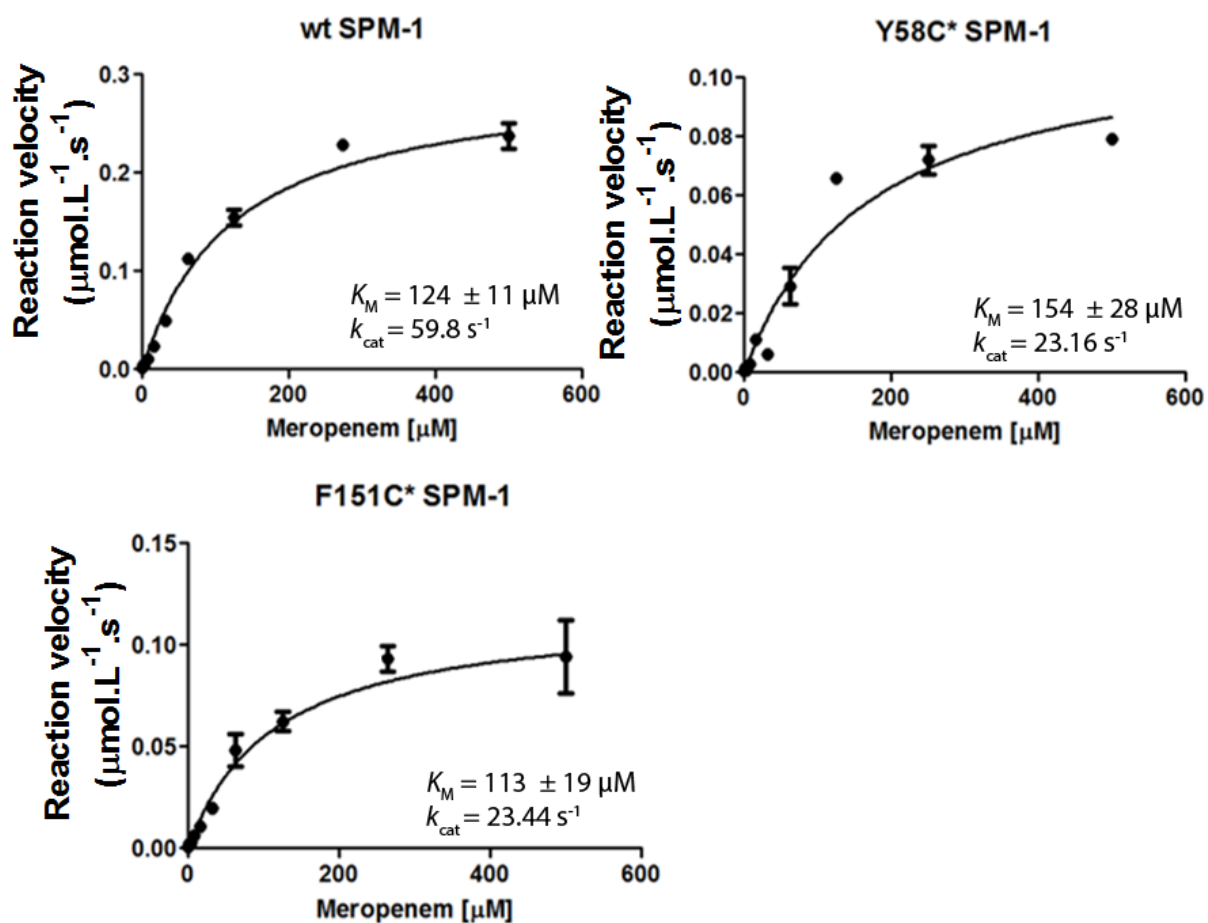 wt SPM-1
Reaction velocity
(μmol.L⁻¹.s⁻¹)
0.3
0.2
0.1
0.0
K_M = 124 ± 11 μM
k_cat = 59.8 s⁻¹
0
200
400
600
Meropenem [μM]
Y58C* SPM-1
Reaction velocity
(μmol.L⁻¹.s⁻¹)
0.10
0.08
0.06
0.04
0.02
0.00
K_M = 154 ± 28 μM
k_cat = 23.16 s⁻¹
0
200
400
600
Meropenem [μM]
F151C* SPM-1
Reaction velocity
(μmol.L⁻¹.s⁻¹)
0.15
0.10
0.05
0.00
K_M = 113 ± 19 μM
k_cat = 23.44 s⁻¹
0
200
400
600
Meropenem [μM]